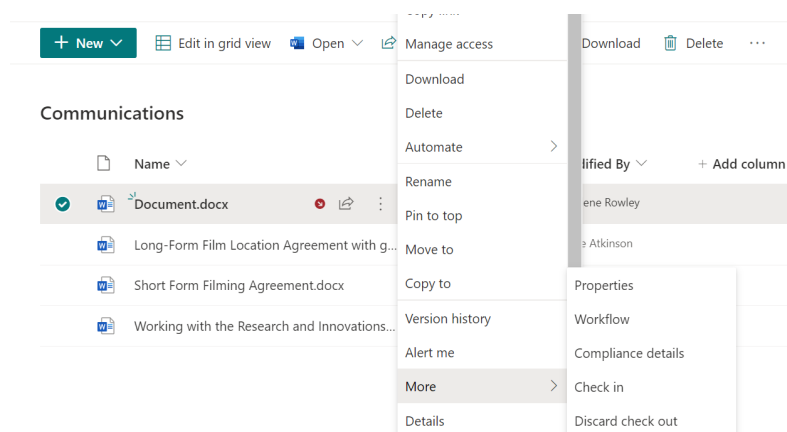 New
Edit in grid view
Open
Manage access
Download
Delete
Download
Delete
Automate
Communications
Name
Modified By
+ Add column
Rename
Document.docx
Rowley
Pin to top
Long-Form Film Location Agreement with g...
Move to
Atkinson
Short Form Filming Agreement.docx
Copy to
Properties
Working with the Research and Innovations...
Version history
Workflow
Alert me
Compliance details
More
Check in
Details
Discard check out